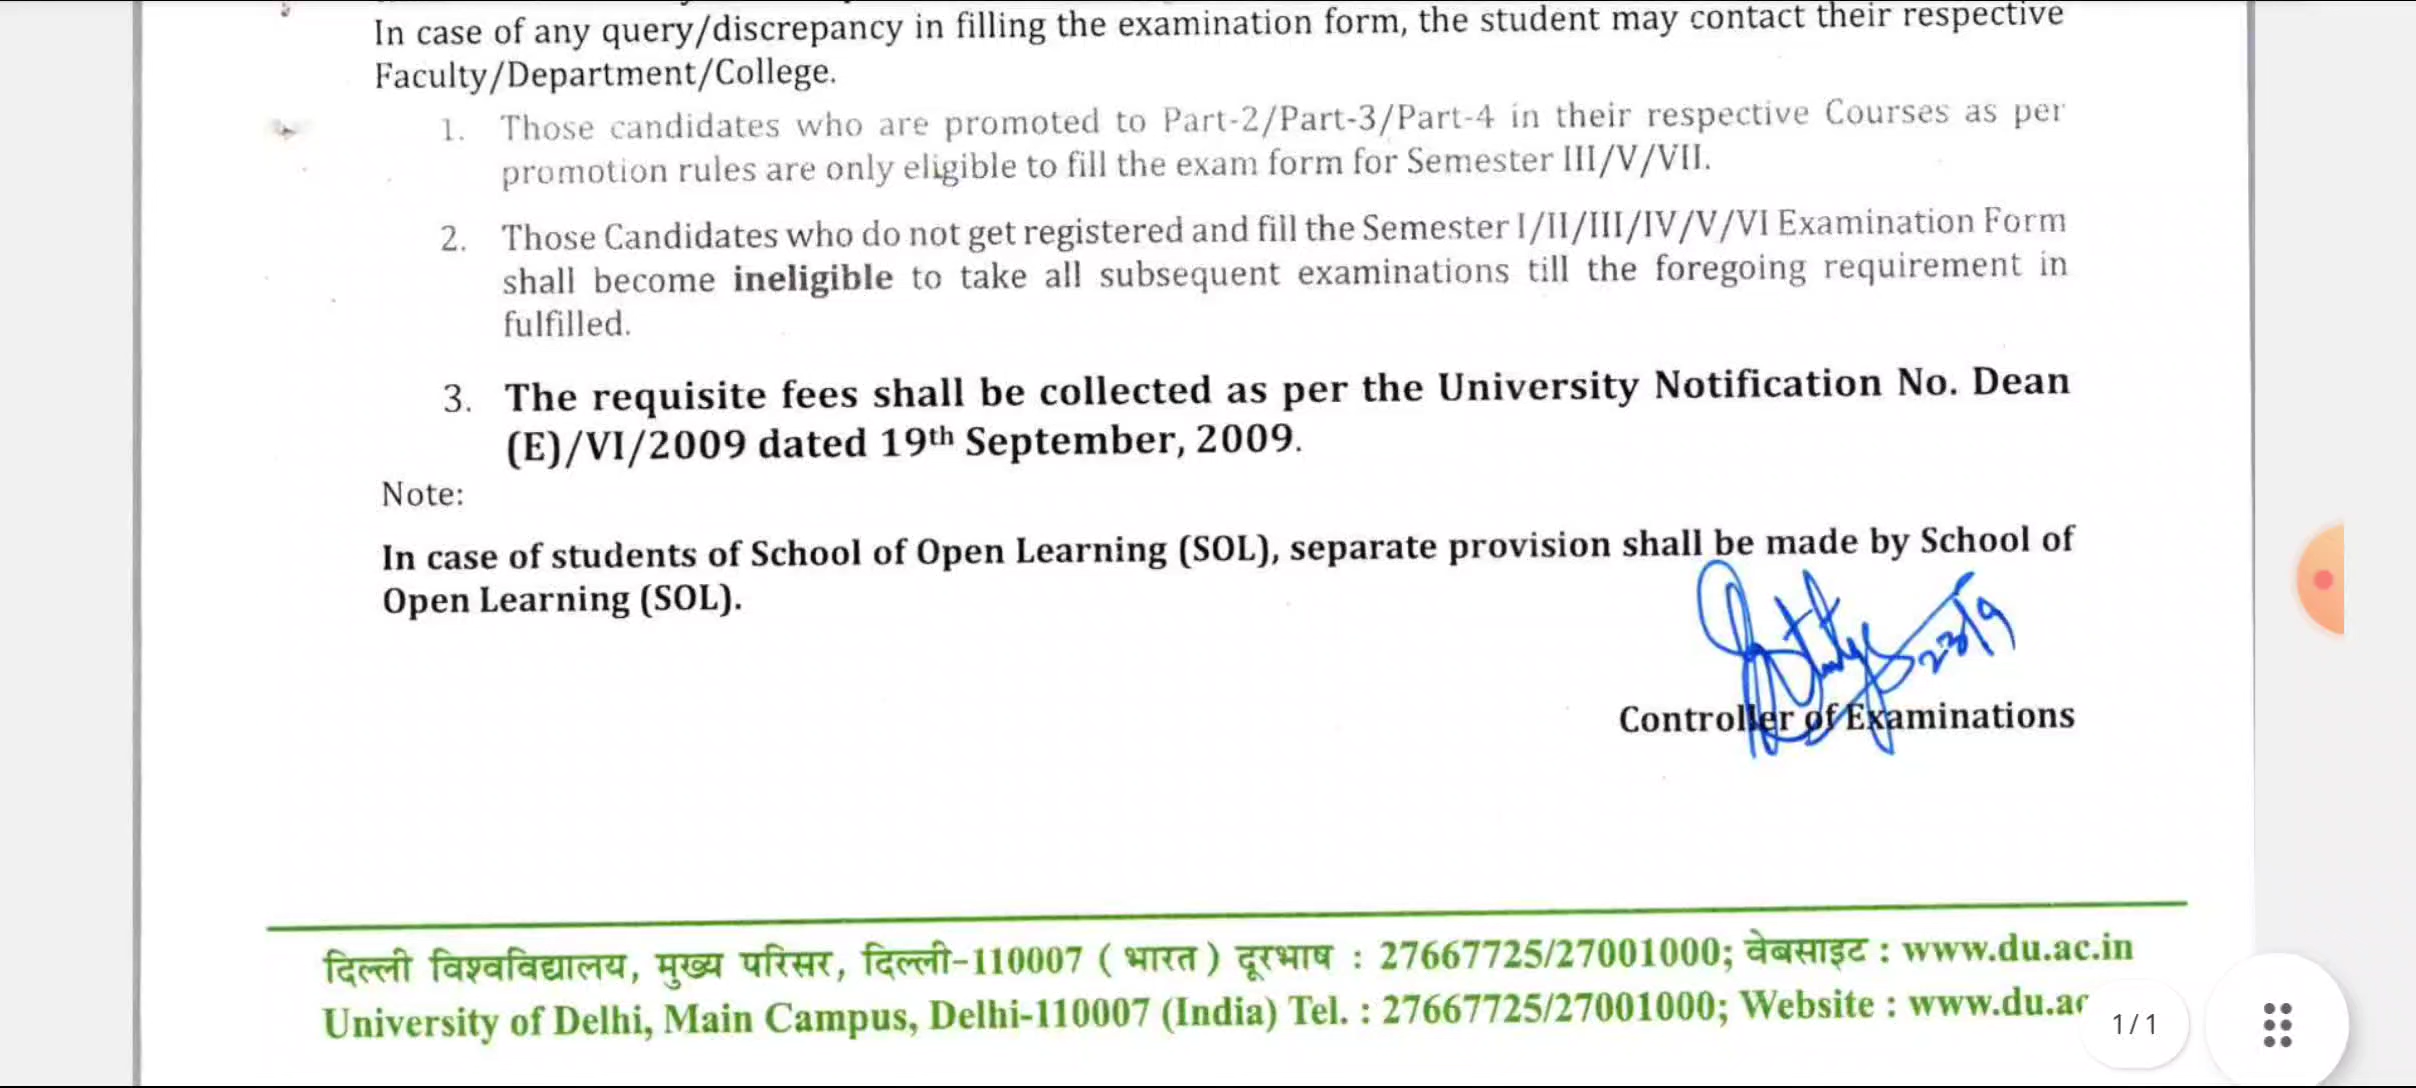 In case of any query/discrepancy in filling the examination form, the student may contact their respective
Faculty/Department/College.
1. Those candidates who are promoted to Part-2/Part-3/Part-4 in their respective Courses as per
promotion rules are only eligible to fill the exam form for Semester III/V/VII.
2. Those Candidates who do not get registered and fill the Semester I/II/III/IV/V/VI Examination Form
shall become ineligible to take all subsequent examinations till the foregoing requirement in
fulfilled.
3. The requisite fees shall be collected as per the University Notification No. Dean
(E)/VI/2009 dated 19th September, 2009.
Note:
In case of students of School of Open Learning (SOL), separate provision shall be made by School of
Open Learning (SOL).
23/9
Controller of Examinations
दिल्ली विश्वविद्यालय, मुख्य परिसर, दिल्ली-110007 ( भारत ) दूरभाष : 27667725/27001000; वेबसाइट : www.du.ac.in
University of Delhi, Main Campus, Delhi-110007 (India) Tel. : 27667725/27001000; Website : www.du.ac
1/1